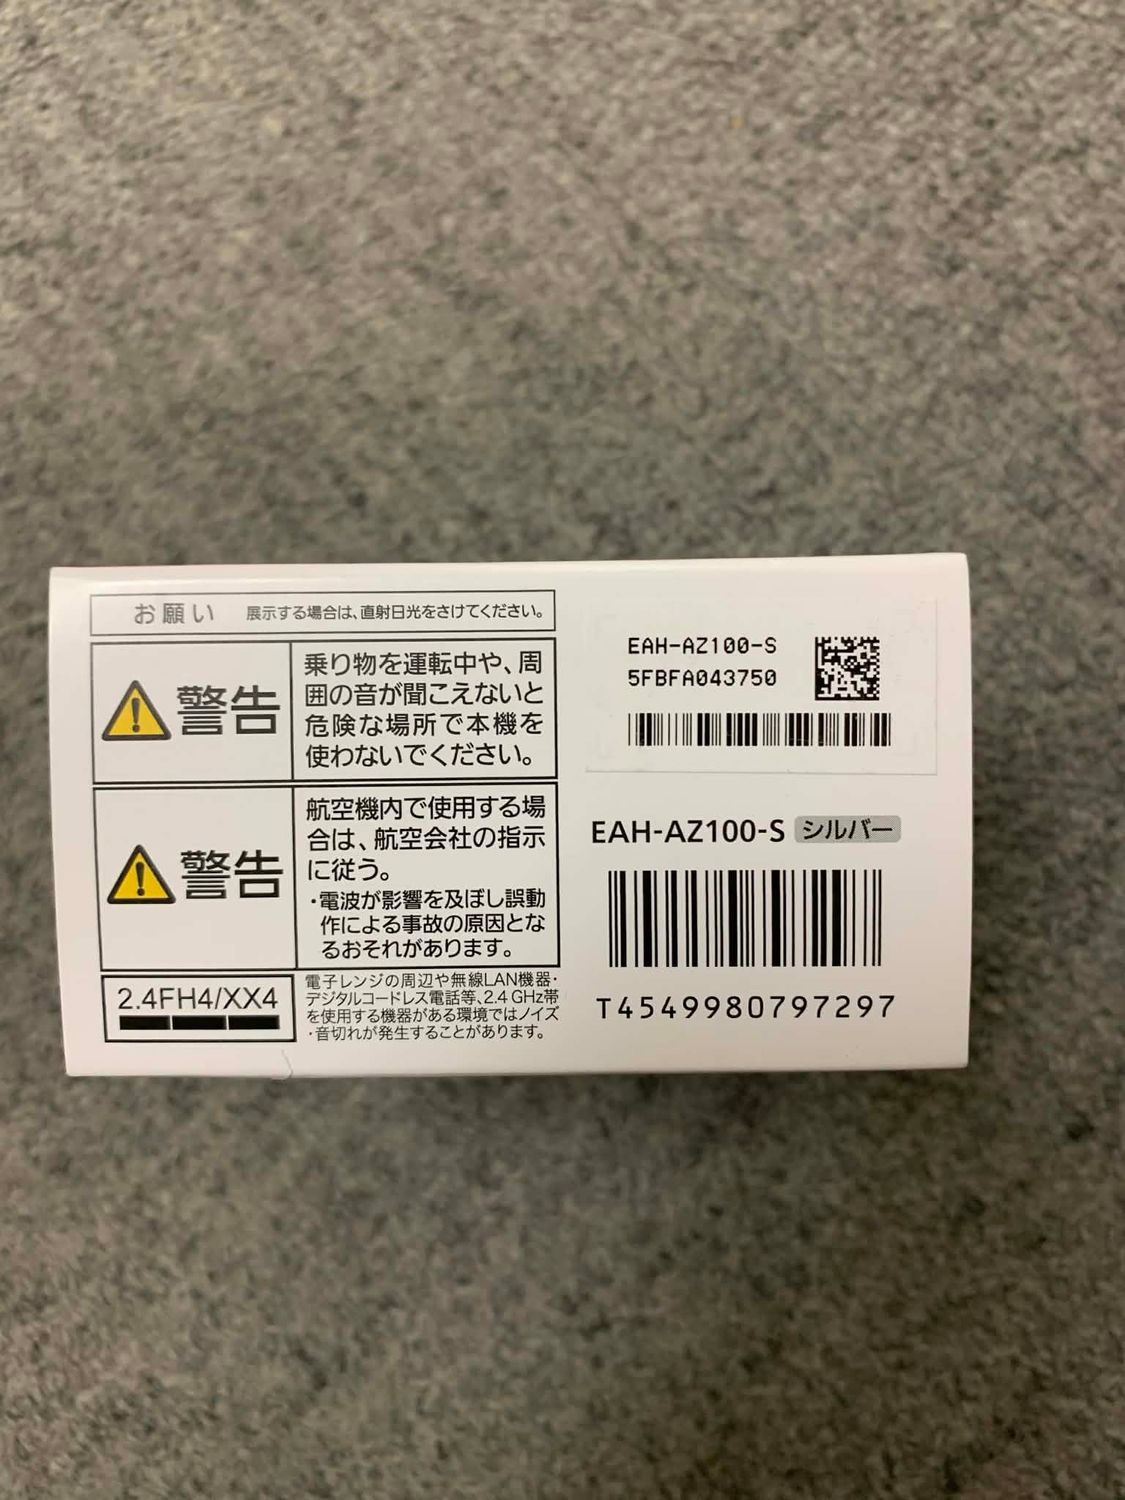 お願い 展示する場合は、直射日光をさけてください。
警告
乗り物を運転中や、周
囲の音が聞こえないと
危険な場所で本機を
使わないでください。
警告
航空機内で使用する場
合は、航空会社の指示
に従う。
・電波が影響を及ぼし誤動
作による事故の原因とな
るおそれがあります。
2.4FH4/XX4
電子レンジの周辺や無線LAN機器・
デジタルコードレス電話等、2.4 GHz帯
を使用する機器がある環境ではノイズ
・音切れが発生することがあります。
EAH-AZ100-S
5FBFA043750
EAH-AZ100-S シルバー
T4549980797297